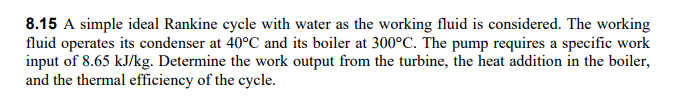 8.15 A simple ideal Rankine cycle with water as the working fluid is considered. The working
fluid operates its condenser at 40°C and its boiler at 300°C. The pump requires a specific work
input of 8.65 kJ/kg. Determine the work output from the turbine, the heat addition in the boiler,
and the thermal efficiency of the cycle.